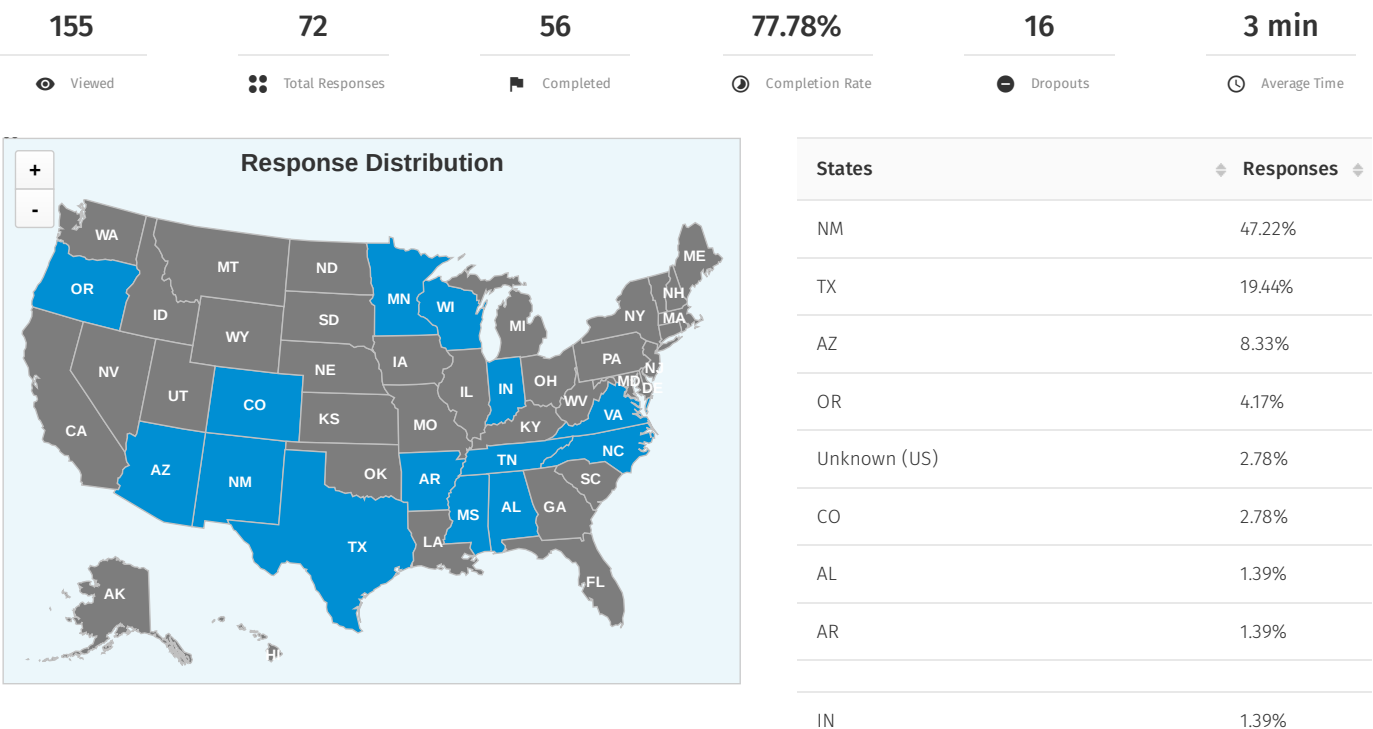 155 72 56 77.78% 16 3 min
Viewed Total Responses Completed Completion Rate Dropouts Average Time
+
-
Response Distribution
WA
MT
ND
MN
ME
OR
ID
WY
SD
WI
MI
NY
NH
MA
NV
UT
CO
NE
IA
IL
IN
OH
PA
NJ
MD
DE
CA
KS
MO
KY
WV
VA
AZ
NM
OK
AR
TN
NC
SC
TX
LA
MS
AL
GA
FL
AK
HI
States Responses
NM 47.22%
TX 19.44%
AZ 8.33%
OR 4.17%
Unknown (US) 2.78%
CO 2.78%
AL 1.39%
AR 1.39%
IN 1.39%